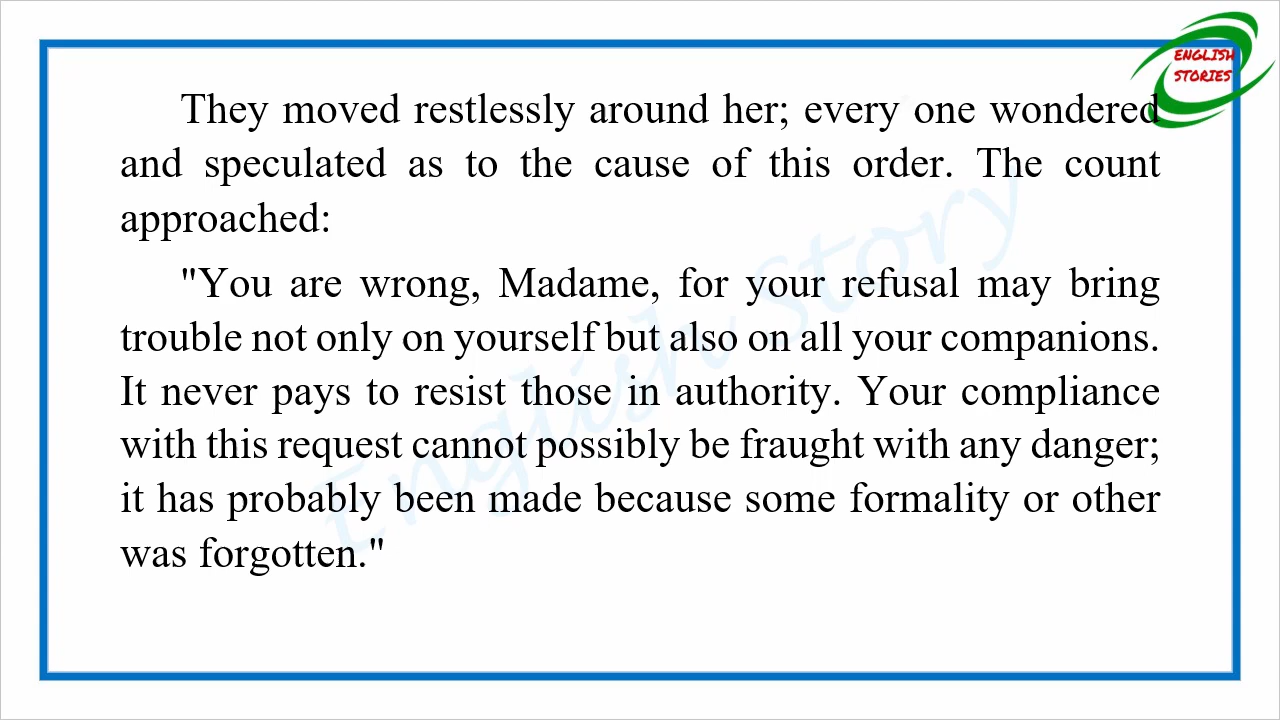 ENGLISH
STORIES
They moved restlessly around her; every one wondered
and speculated as to the cause of this order. The count
approached:
"You are wrong, Madame, for your refusal may bring
trouble not only on yourself but also on all your companions.
It never pays to resist those in authority. Your compliance
with this request cannot possibly be fraught with any danger;
it has probably been made because some formality or other
was forgotten."
English Story